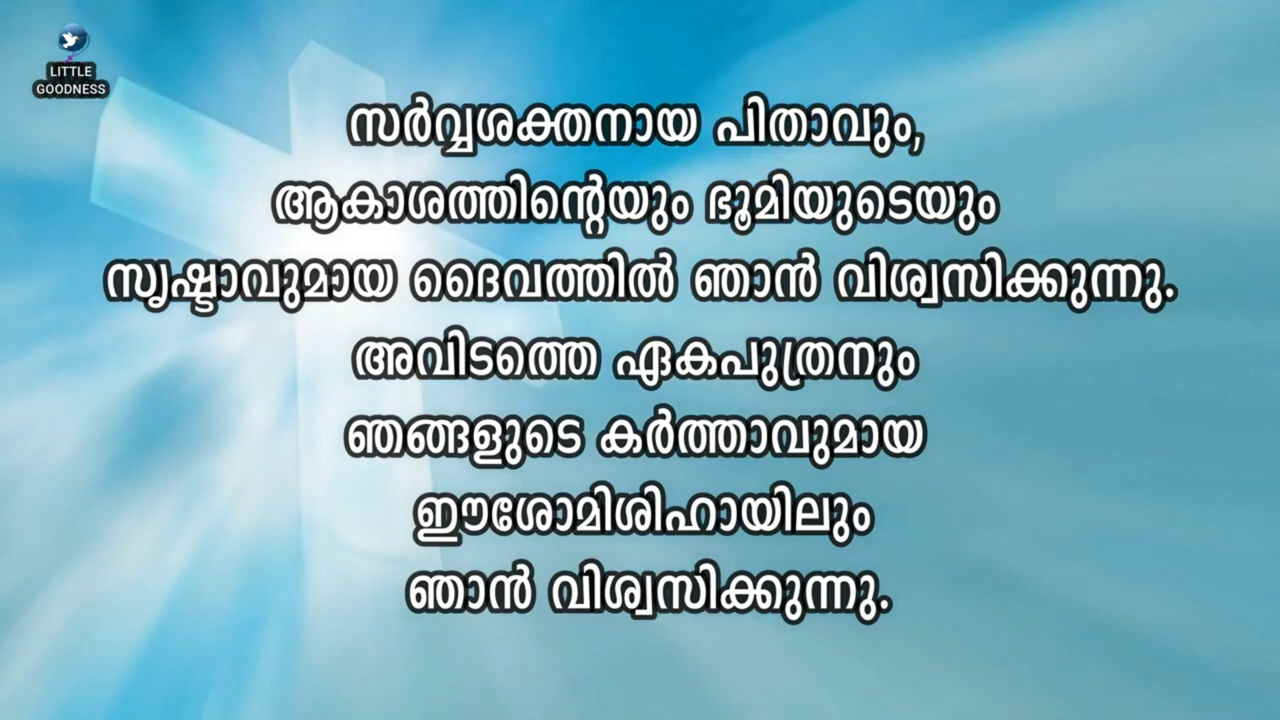 LITTLE
GOODNESS
സർവ്വശക്തനായ പിതാവും,
ആകാശത്തിന്റെയും ഭൂമിയുടെയും
സൃഷ്ടാവുമായ ദൈവത്തിൽ ഞാൻ വിശ്വസിക്കുന്നു.
അവിടത്തെ ഏകപുത്രനും
ഞങ്ങളുടെ കർത്താവുമായ
ഈശോമിശിഹായിലും
ഞാൻ വിശ്വസിക്കുന്നു.